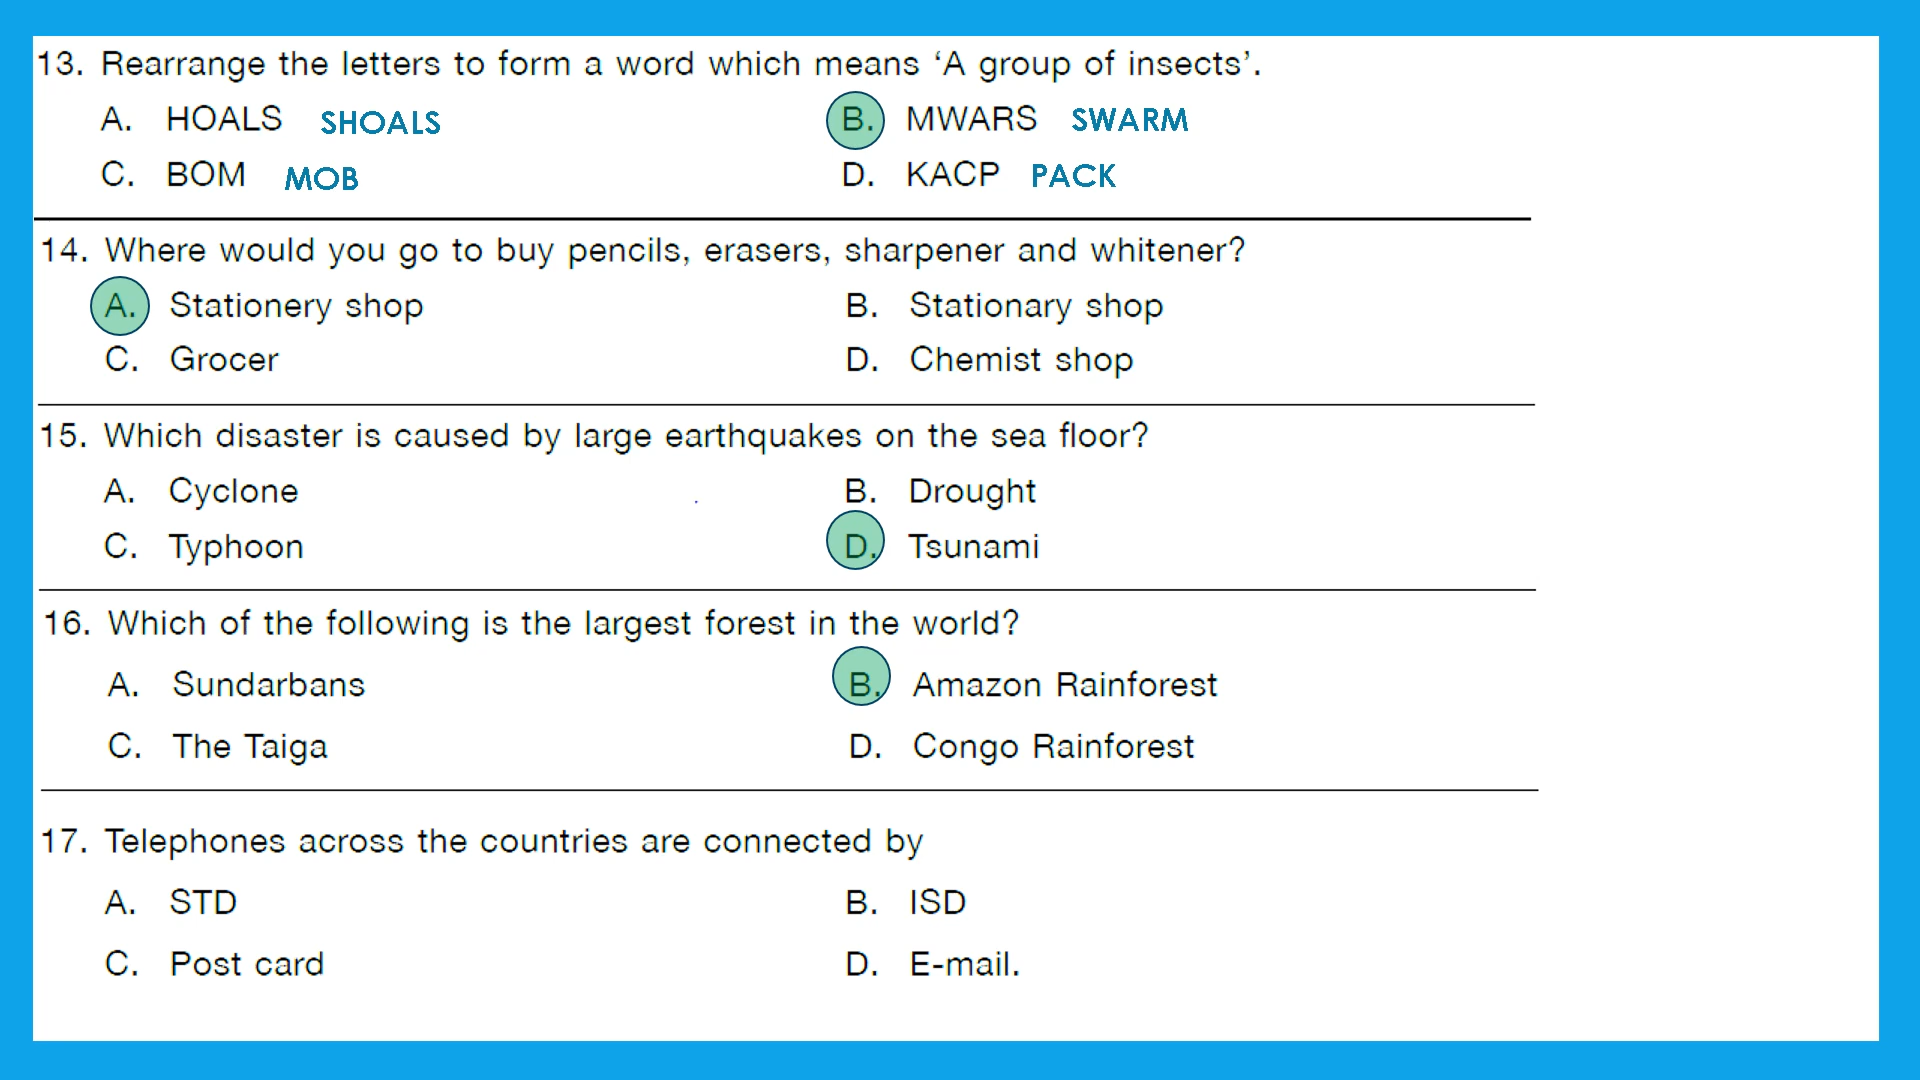 13. Rearrange the letters to form a word which means ‘A group of insects’.
A. HOALS SHOALS B. MWARS SWARM
C. BOM MOB D. KACP PACK
14. Where would you go to buy pencils, erasers, sharpener and whitener?
A. Stationery shop B. Stationary shop
C. Grocer D. Chemist shop
15. Which disaster is caused by large earthquakes on the sea floor?
A. Cyclone B. Drought
C. Typhoon D. Tsunami
16. Which of the following is the largest forest in the world?
A. Sundarbans B. Amazon Rainforest
C. The Taiga D. Congo Rainforest
17. Telephones across the countries are connected by
A. STD B. ISD
C. Post card D. E-mail.